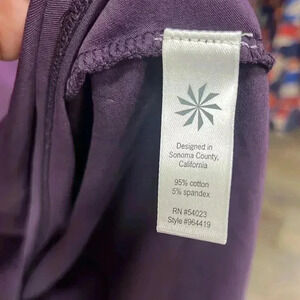 Designed in
Sonoma County,
California
95% cotton
5% spandex
RN #54023
Style #964419